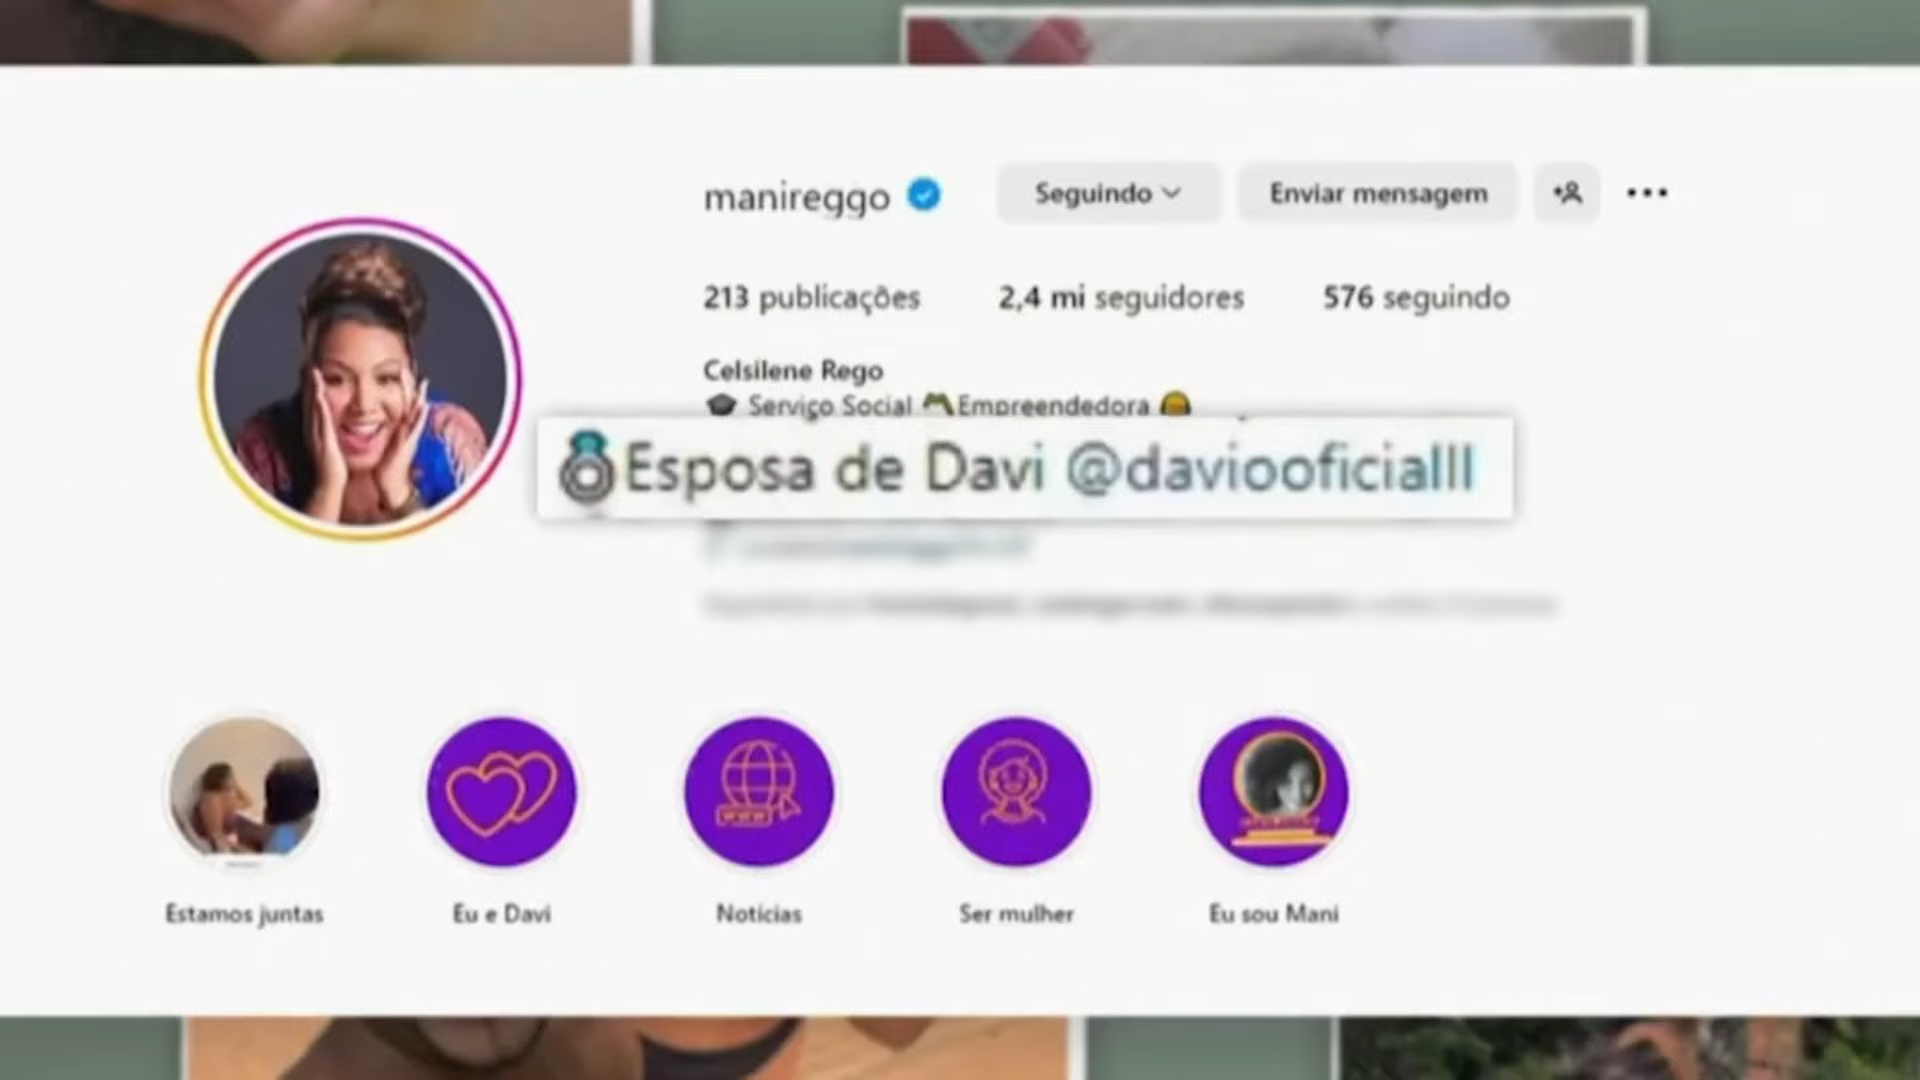 manireggo
Seguindo
Enviar mensagem
213 publicações
2,4 mi seguidores
576 seguindo
Celsilene Rego
Serviço Social
Empreendedora
Esposa de Davi @daviooficialll
Estamos juntas
Eu e Davi
Notícias
Ser mulher
Eu sou Mani